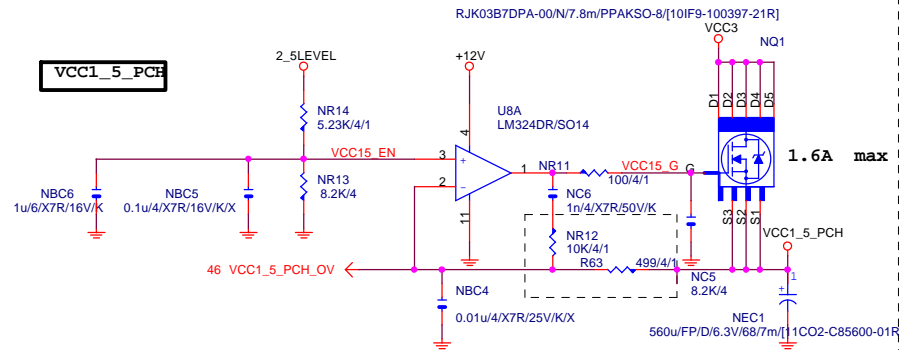 RJK03B7DPA-00/N/7.8m/PPAKSO-8/[10IF9-100397-21R]
VCC3
NQ1
VCC1_5_PCH
2_5LEVEL
+12V
D1
D2
D3
D4
D5
NR14
5.23K/4/1
U8A
LM324DR/SO14
4
VCC15_EN
3
+
1
NR11
VCC15_G
G
100/4/1
1.6A max
2
−
NR13
8.2K/4
NBC6
1u/6/X7R/16V/K
NBC5
0.1u/4/X7R/16V/K/X
NC6
1n/4/X7R/50V/K
11
S3
S2
S1
VCC1_5_PCH
NR12
10K/4/1
46 VCC1_5_PCH_OV
R63
499/4/1
NC5
8.2K/4
1
+
NBC4
0.01u/4/X7R/25V/K/X
NEC1
560u/FP/D/6.3V/68/7m/[11CO2-C85600-01R